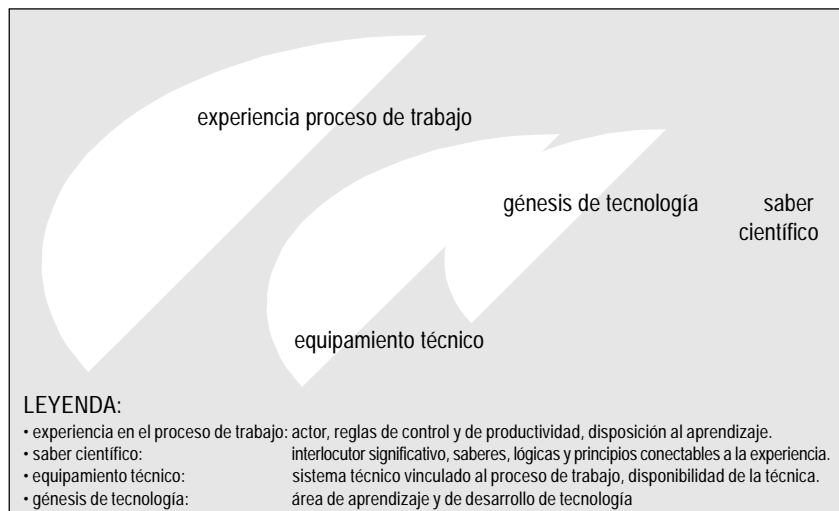 experiencia proceso de trabajo
génesis de tecnología saber
científico
equipamiento técnico
LEYENDA:
• experiencia en el proceso de trabajo: actor, reglas de control y de productividad, disposición al aprendizaje.
• saber científico: interlocutor significativo, saberes, lógicas y principios conectables a la experiencia.
• equipamiento técnico: sistema técnico vinculado al proceso de trabajo, disponibilidad de la técnica.
• génesis de tecnología: área de aprendizaje y de desarrollo de tecnología